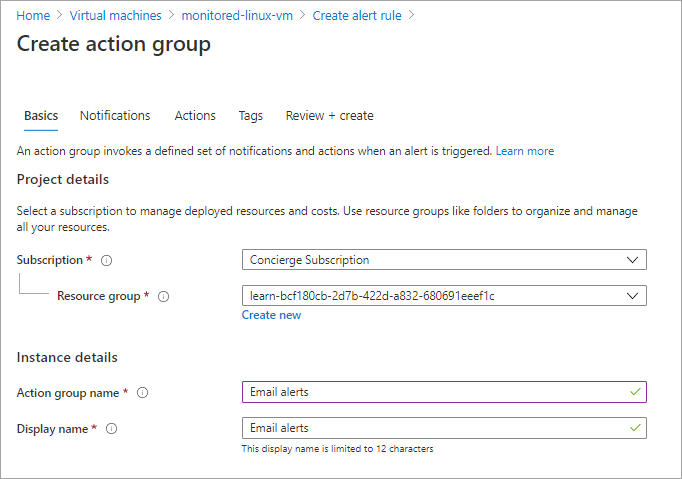 Home > Virtual machines > monitored-linux-vm > Create alert rule >
Create action group
Basics Notifications Actions Tags Review + create
An action group invokes a defined set of notifications and actions when an alert is triggered. Learn more
Project details
Select a subscription to manage deployed resources and costs. Use resource groups like folders to organize and manage
all your resources.
Subscription * Concierge Subscription
Resource group * learn-bcf180cb-2d7b-422d-a832-680691eeef1c
Create new
Instance details
Action group name * Email alerts
Display name * Email alerts
This display name is limited to 12 characters